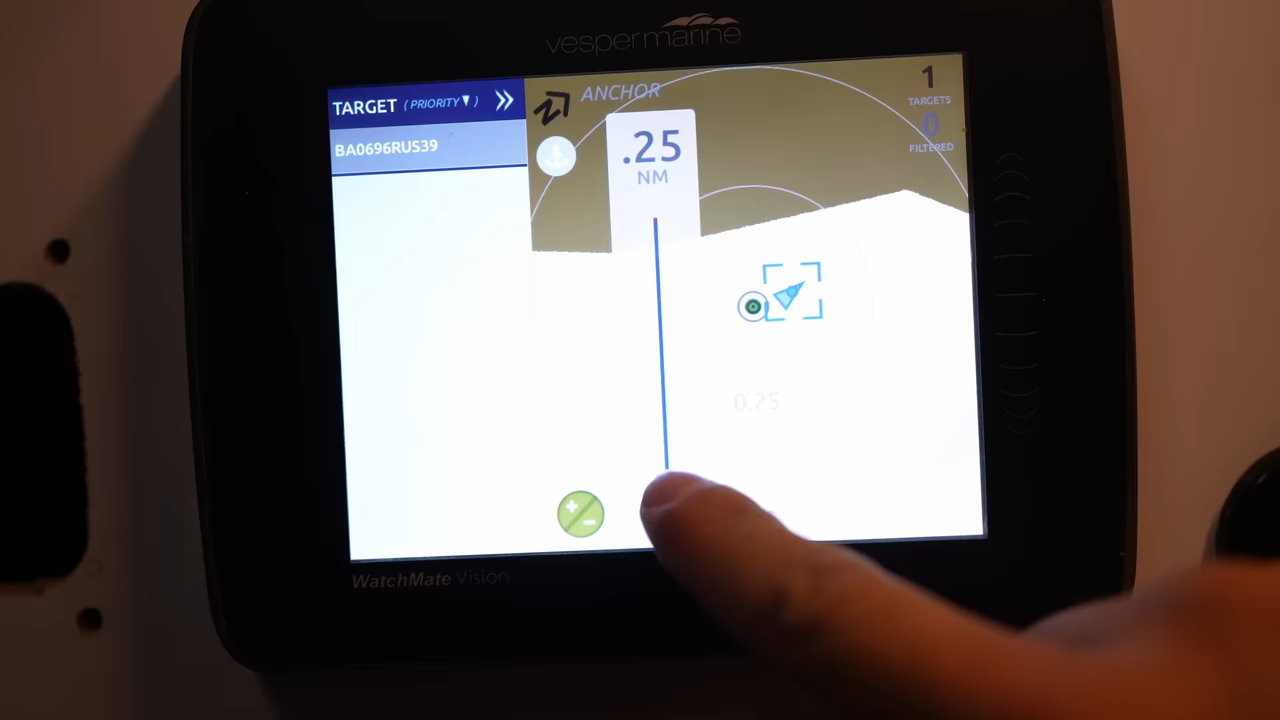 vespermarine
TARGET (PRIORITY ▼) »
BA0696RUS39
N
ANCHOR
.25
NM
1
TARGETS
0
FILTERED
0.25
+ -
WatchMate Vision